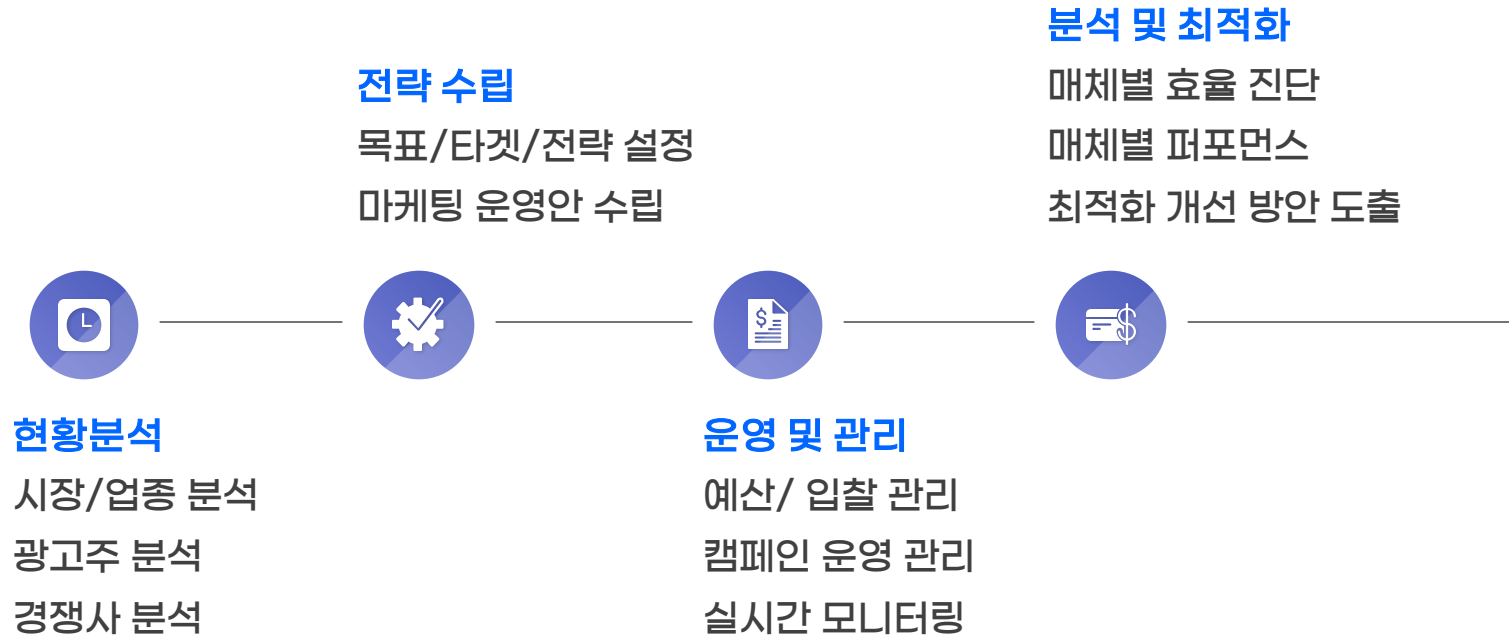 현황분석
시장/업종 분석
광고주 분석
경쟁사 분석
전략 수립
목표/타겟/전략 설정
마케팅 운영안 수립
운영 및 관리
예산/ 입찰 관리
캠페인 운영 관리
실시간 모니터링
분석 및 최적화
매체별 효율 진단
매체별 퍼포먼스
최적화 개선 방안 도출